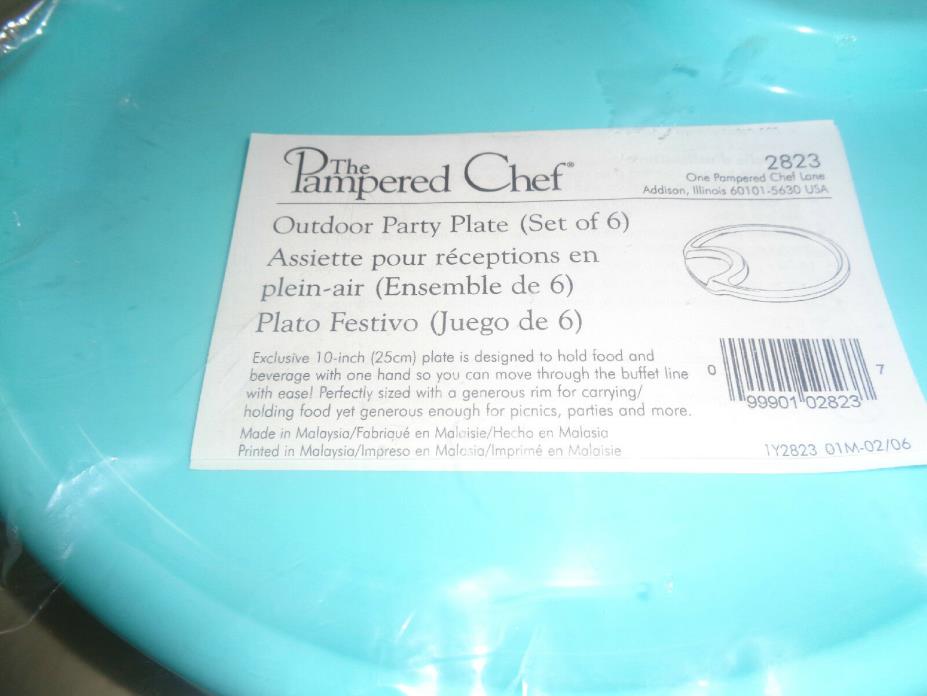 The Pampered Chef®
2823
One Pampered Chef Lane
Addison, Illinois 60101-5630 USA
Outdoor Party Plate (Set of 6)
Assiette pour réceptions en
plein-air (Ensemble de 6)
Plato Festivo (Juego de 6)
Exclusive 10-inch (25cm) plate is designed to hold food and
beverage with one hand so you can move through the buffet line
with ease! Perfectly sized with a generous rim for carrying/
holding food yet generous enough for picnics, parties and more.
Made in Malaysia/Fabriqué en Malaisie/Hecho en Malasia
Printed in Malaysia/Impreso en Malasia/Imprimé en Malaisie
0 99901 02823 7
1Y2823 01M-02/06